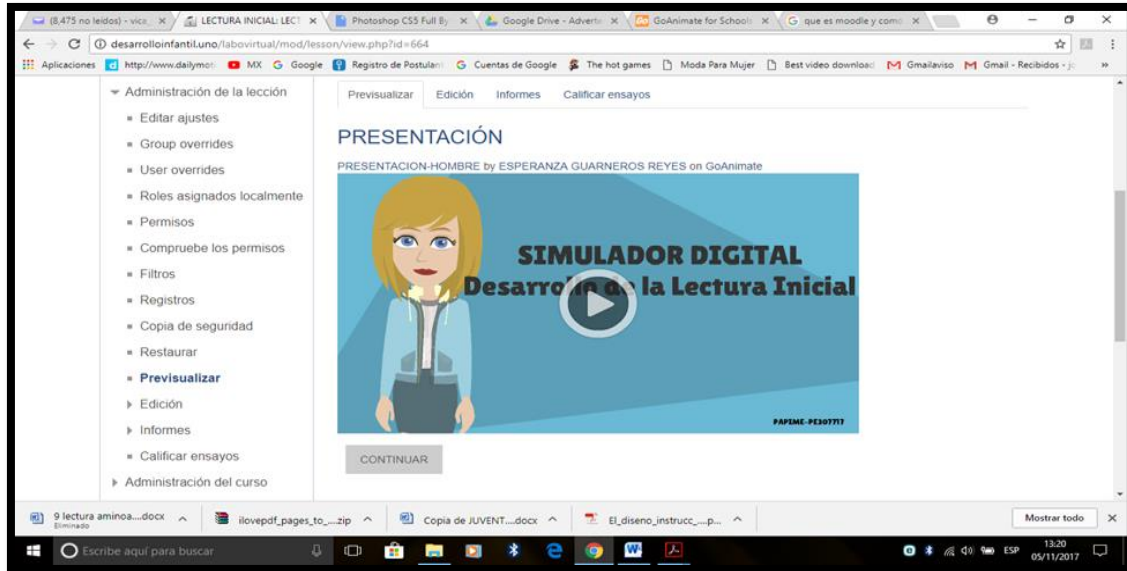 (8,475 no leídos) - vica_
LECTURA INICIAL: LECT
Photoshop CS5 Full By
Google Drive - Adverte
GoAnimate for Schools
que es moodle y com
desarrolloinfantil.uno/labovirtual/mod/lesson/view.php?id=664
Aplicaciones
http://www.dailymot
MX
Google
Registro de Postulan
Cuentas de Google
The hot games
Moda Para Mujer
Best video download
Gmailaviso
Gmail - Recibidos - j
»
Administración de la lección
Editar ajustes
Group overrides
User overrides
Roles asignados localmente
Permisos
Compruebe los permisos
Filtros
Registros
Copia de seguridad
Restaurar
Previsualizar
Edición
Informes
Calificar ensayos
Administración del curso
Previsualizar Edición Informes Calificar ensayos
PRESENTACIÓN
PRESENTACION-HOMBRE by ESPERANZA GUARNEROS REYES on GoAnimate
SIMULADOR DIGITAL
Desarrollo de la Lectura Inicial
PAPIME-PE307717
CONTINUAR
9 lectura aminoa....docx
Eliminado
ilovepdf_pages_to_....zip
Copia de JUVENT....docx
El_diseno_instrucc_....p...
Mostrar todo
Escribe aquí para buscar
ESP
13:20
05/11/2017